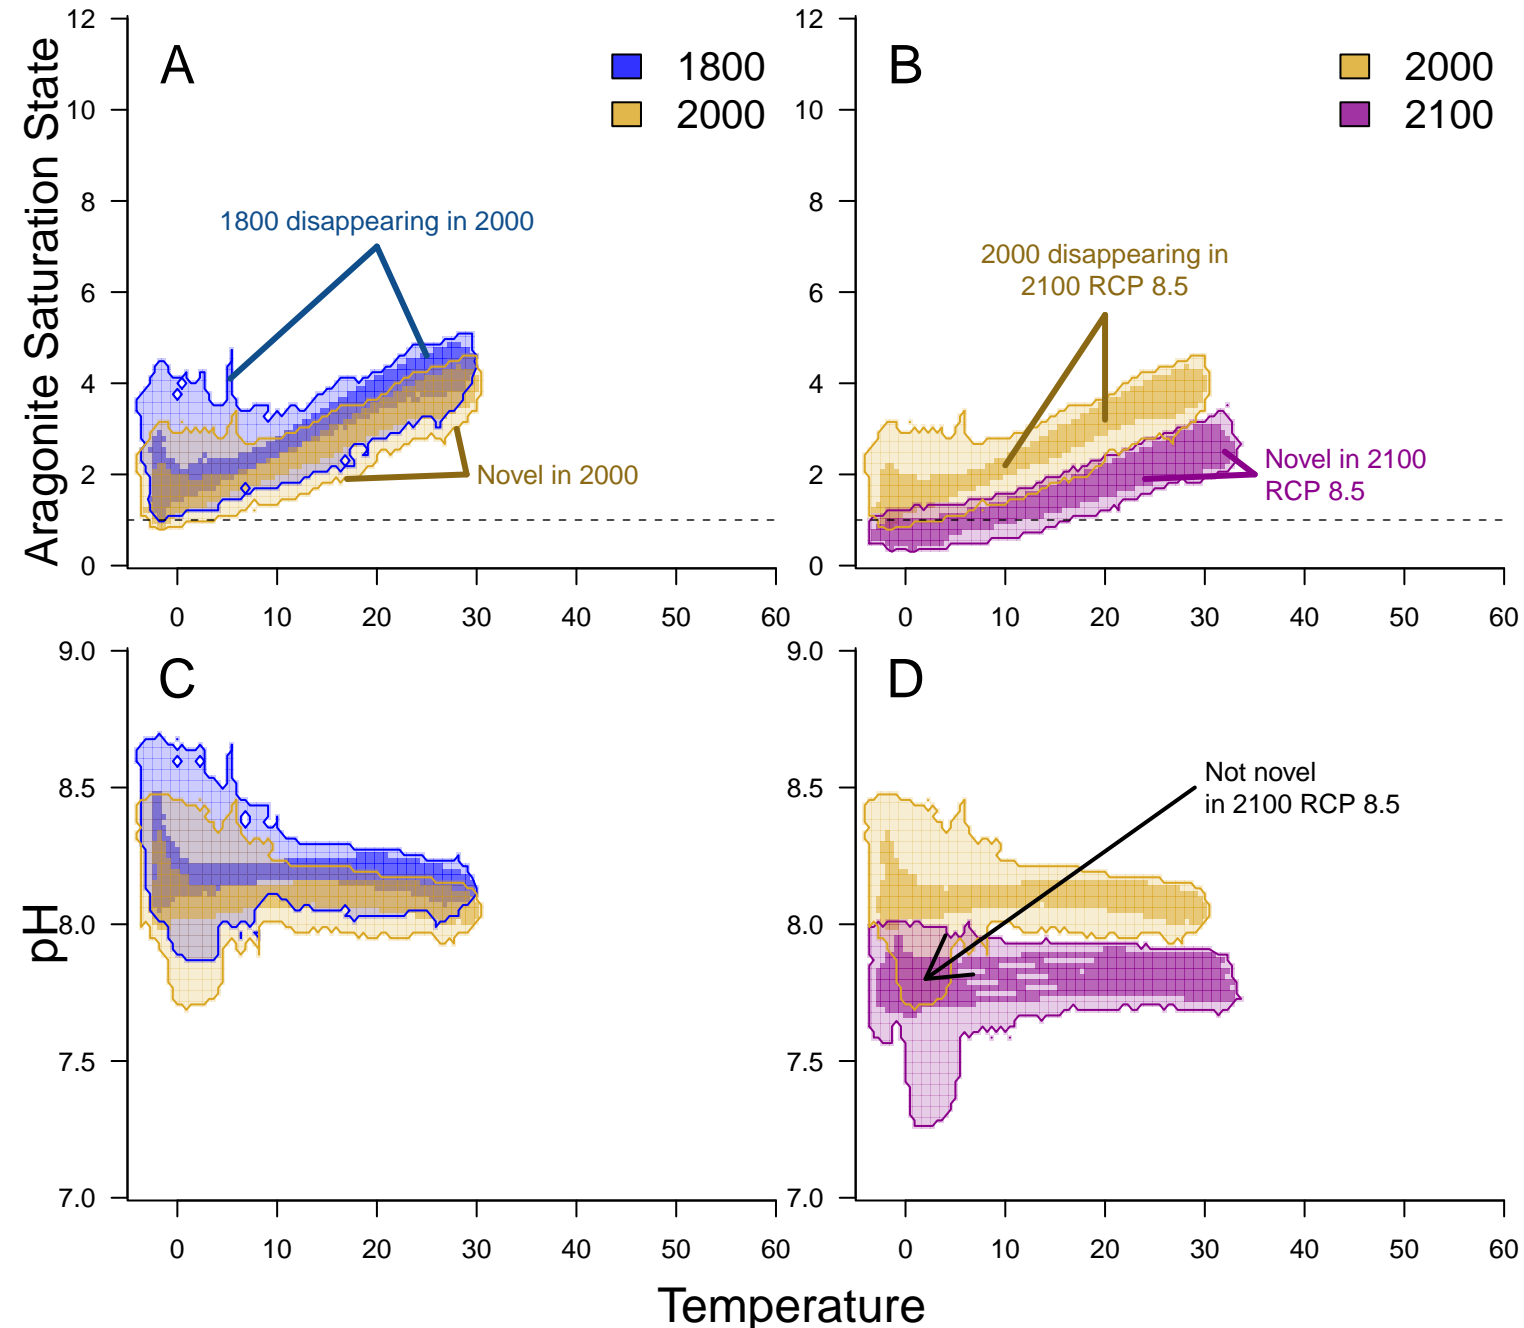 A
1800
2000
1800 disappearing in 2000
Novel in 2000
Aragonite Saturation State
12
10
8
6
4
2
0
0 10 20 30 40 50 60
B
2000
2100
2000 disappearing in
2100 RCP 8.5
Novel in 2100
RCP 8.5
12
10
8
6
4
2
0
0 10 20 30 40 50 60
C
pH
9.0
8.5
8.0
7.5
7.0
0 10 20 30 40 50 60
D
Not novel
in 2100 RCP 8.5
9.0
8.5
8.0
7.5
7.0
0 10 20 30 40 50 60
Temperature